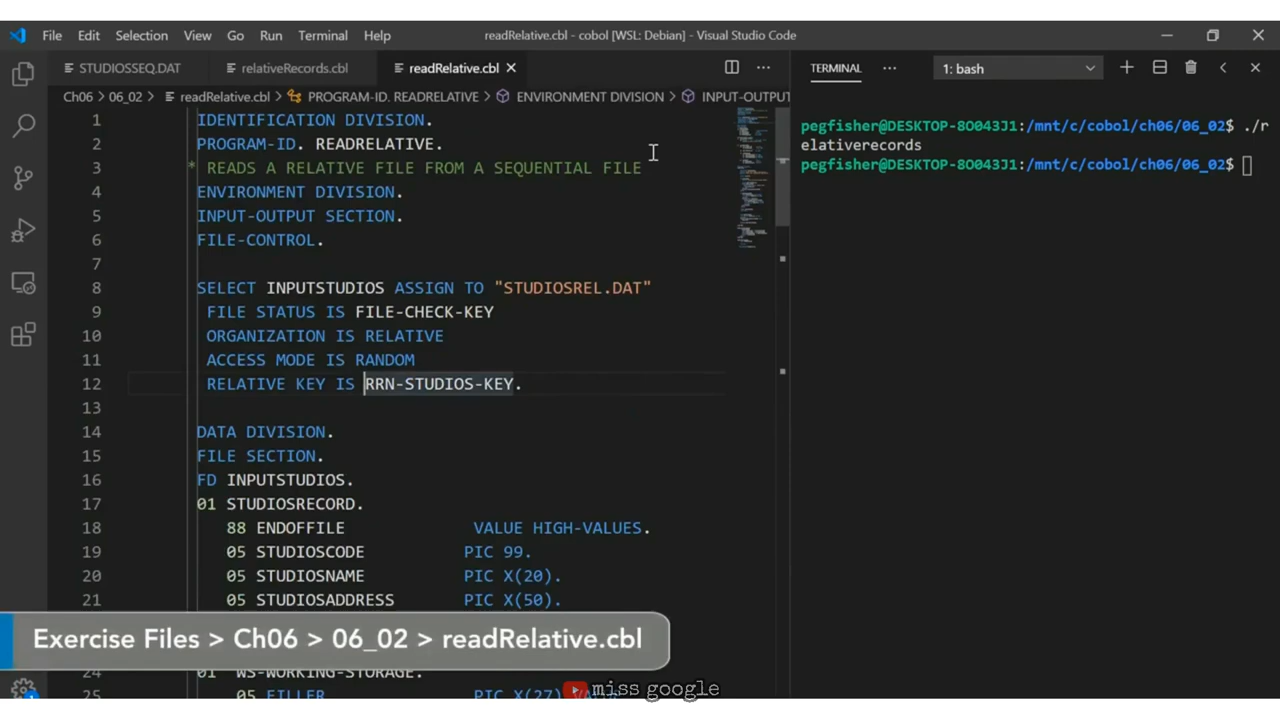 File Edit Selection View Go Run Terminal Help readRelative.cbl - cobol [WSL: Debian] - Visual Studio Code
STUDIOSSEQ.DAT relativeRecords.cbl readRelative.cbl
Ch06 > 06_02 > readRelative.cbl > PROGRAM-ID. READRELATIVE > ENVIRONMENT DIVISION > INPUT-OUTPUT
1 IDENTIFICATION DIVISION.
2 PROGRAM-ID. READRELATIVE.
3 * READS A RELATIVE FILE FROM A SEQUENTIAL FILE
4 ENVIRONMENT DIVISION.
5 INPUT-OUTPUT SECTION.
6 FILE-CONTROL.
7
8 SELECT INPUTSTUDIOS ASSIGN TO "STUDIOSREL.DAT"
9 FILE STATUS IS FILE-CHECK-KEY
10 ORGANIZATION IS RELATIVE
11 ACCESS MODE IS RANDOM
12 RELATIVE KEY IS RRN-STUDIOS-KEY.
13
14 DATA DIVISION.
15 FILE SECTION.
16 FD INPUTSTUDIOS.
17 01 STUDIOSRECORD.
18 88 ENDOFFILE VALUE HIGH-VALUES.
19 05 STUDIOSCODE PIC 99.
20 05 STUDIOSNAME PIC X(20).
21 05 STUDIOSADDRESS PIC X(50).
24 01 WS-WORKING-STORAGE.
25 05 FILLER PIC X(27) VALUE
TERMINAL 1: bash
pegfisher@DESKTOP-8O043J1:/mnt/c/cobol/ch06/06_02$ ./r
elativerecords
pegfisher@DESKTOP-8O043J1:/mnt/c/cobol/ch06/06_02$
Exercise Files > Ch06 > 06_02 > readRelative.cbl
miss google